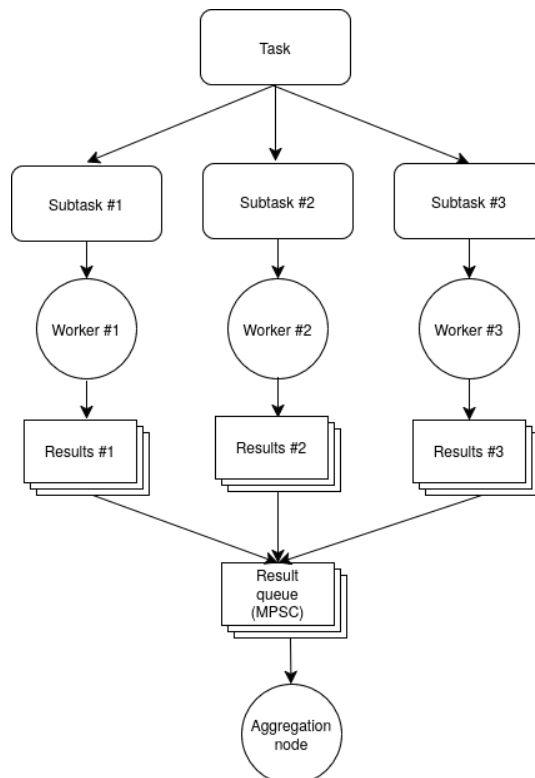 Task
Subtask #1
Subtask #2
Subtask #3
Worker #1
Worker #2
Worker #3
Results #1
Results #2
Results #3
Result
queue
(MPSC)
Aggregation
node